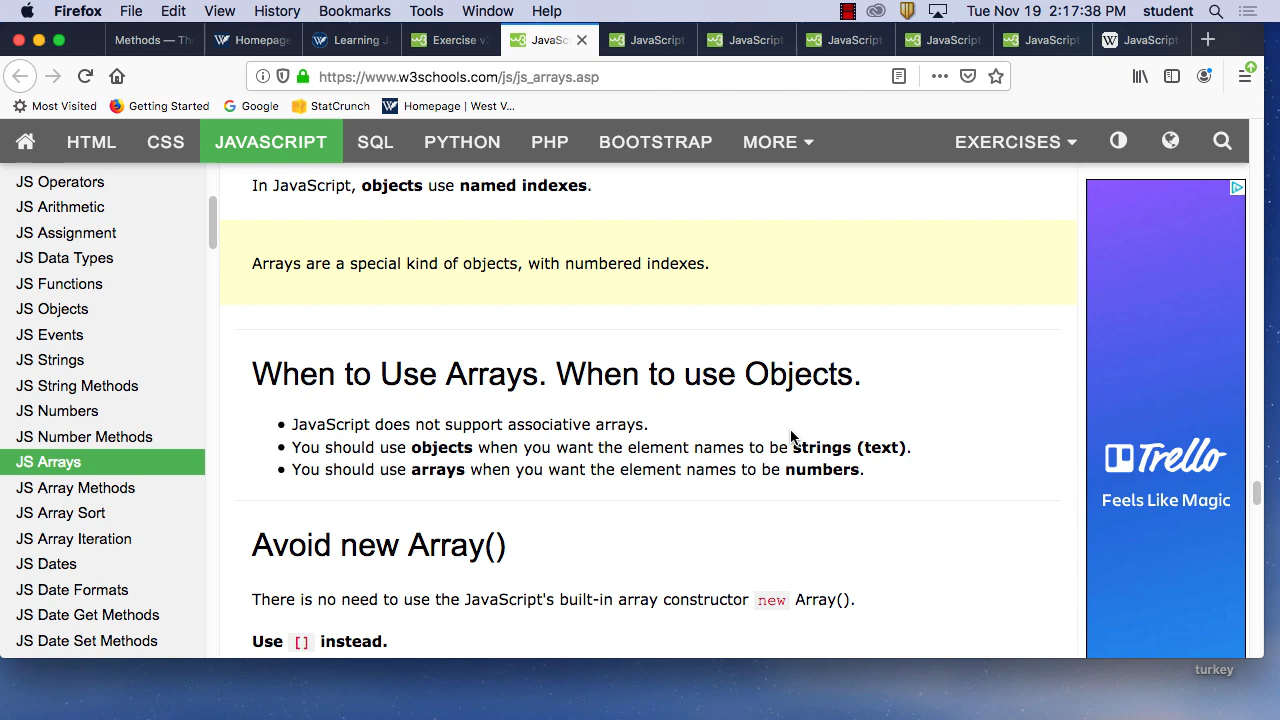 Firefox File Edit View History Bookmarks Tools Window Help Tue Nov 19 2:17:38 PM student
Methods — Th Homepage Learning J Exercise v JavaSc JavaScript JavaScript JavaScript JavaScript JavaScript JavaScript
https://www.w3schools.com/js/js_arrays.asp
Most Visited Getting Started Google StatCrunch Homepage | West V...
HTML CSS JAVASCRIPT SQL PYTHON PHP BOOTSTRAP MORE EXERCISES
JS Operators
JS Arithmetic
JS Assignment
JS Data Types
JS Functions
JS Objects
JS Events
JS Strings
JS String Methods
JS Numbers
JS Number Methods
JS Arrays
JS Array Methods
JS Array Sort
JS Array Iteration
JS Dates
JS Date Formats
JS Date Get Methods
JS Date Set Methods
In JavaScript, objects use named indexes.
Arrays are a special kind of objects, with numbered indexes.
When to Use Arrays. When to use Objects.
JavaScript does not support associative arrays.
You should use objects when you want the element names to be strings (text).
You should use arrays when you want the element names to be numbers.
Avoid new Array()
There is no need to use the JavaScript's built-in array constructor new Array().
Use [] instead.
Trello
Feels Like Magic
turkey